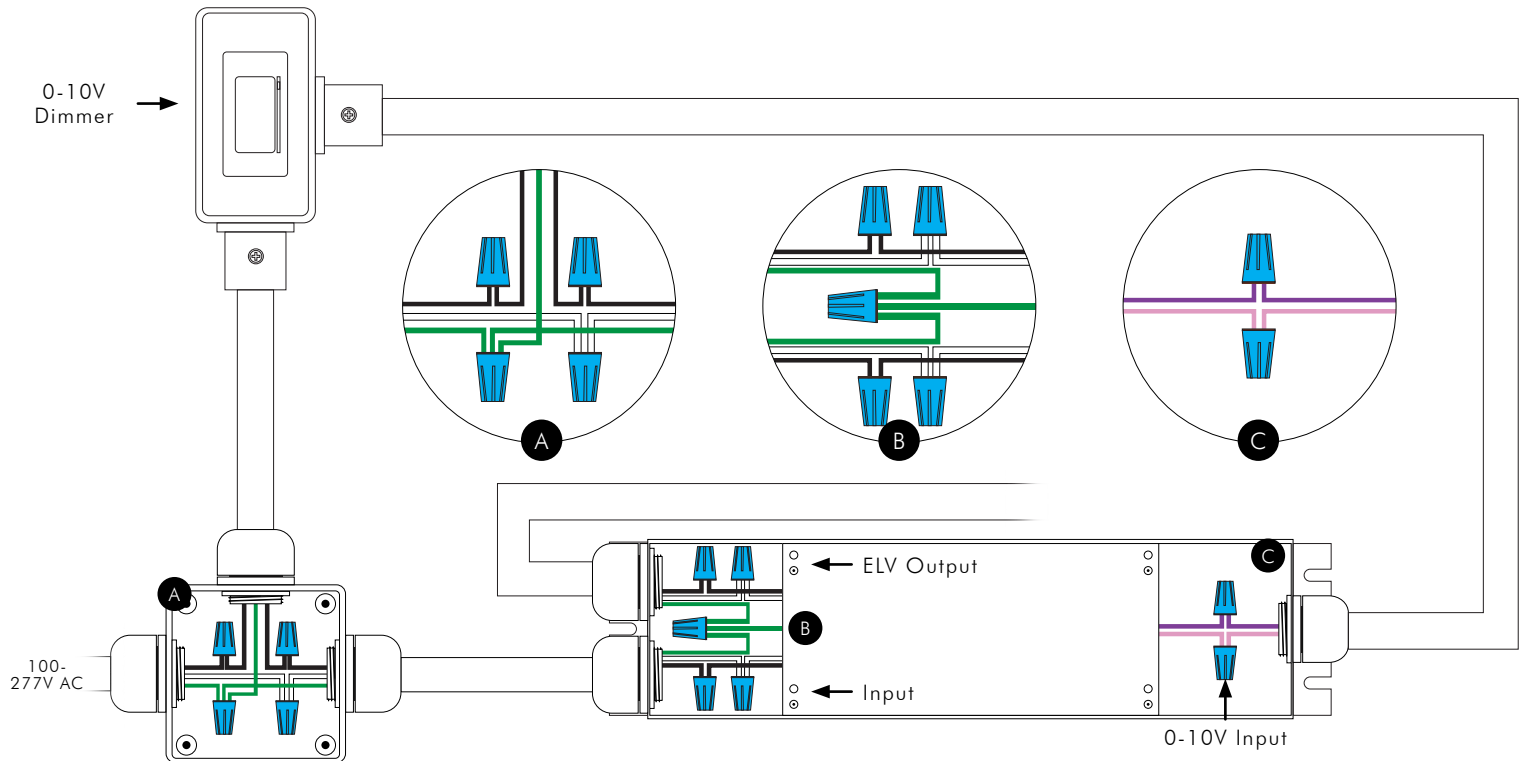 0-10V
Dimmer
A
B
C
A
100-
277V AC
ELV Output
B
Input
C
0-10V Input